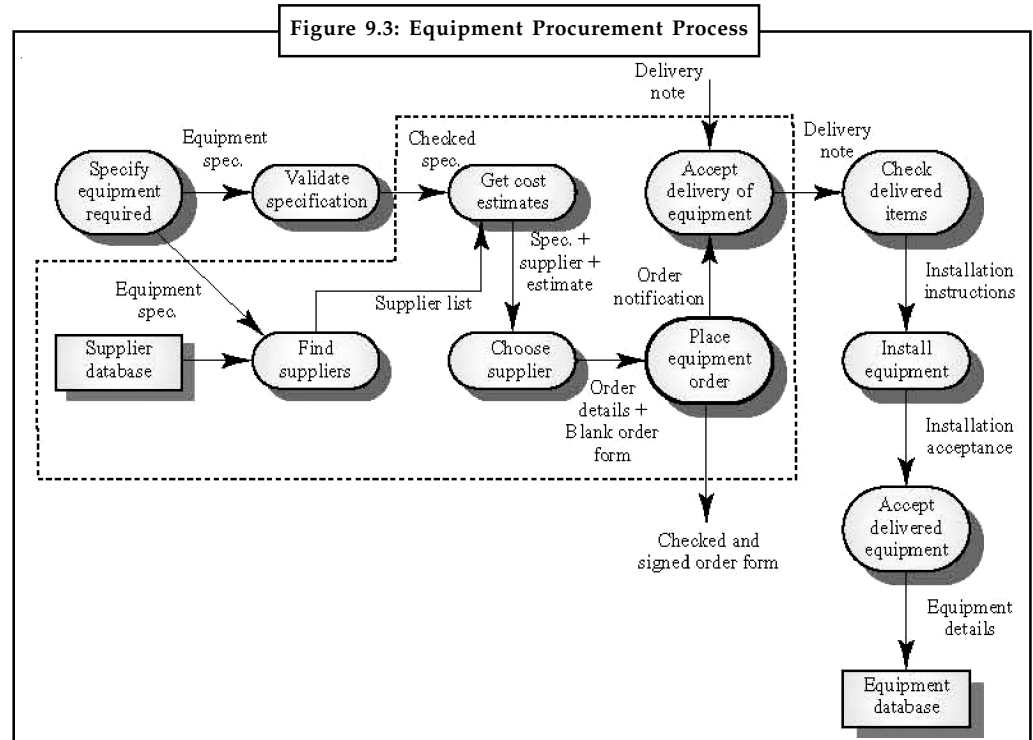 Figure 9.3: Equipment Procurement Process
Delivery
note
Equipment
spec.
Checked
spec.
Delivery
note
Specify
equipment
required
Validate
specification
Get cost
estimates
Accept
delivery of
equipment
Check
delivered
items
Spec. +
supplier +
estimate
Order
notification
Installation
instructions
Equipment
spec.
Supplier list
Supplier
database
Find
suppliers
Choose
supplier
Place
equipment
order
Install
equipment
Order
details +
Blank order
form
Installation
acceptance
Accept
delivered
equipment
Checked and
signed order form
Equipment
details
Equipment
database